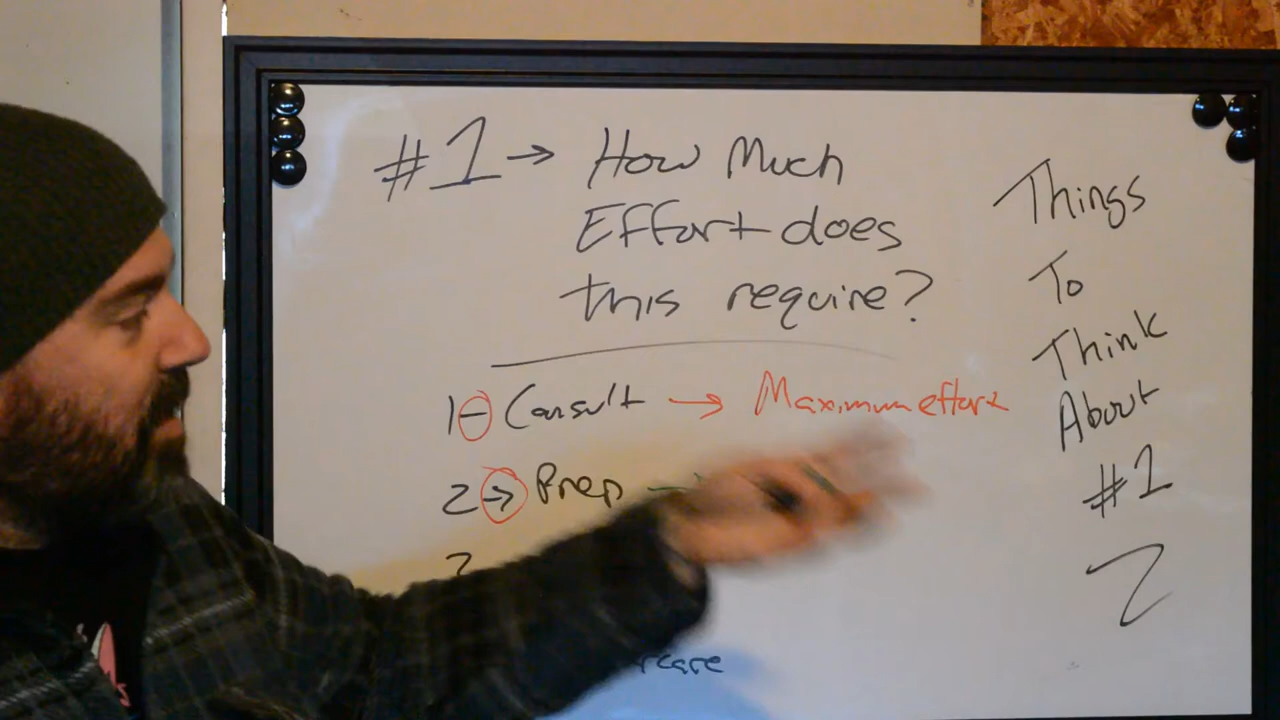 #1 → How Much
Effort does
this require?
1 - Consult → Maximum effort
2 → Prep →
Things
To
Think
About
#1
2